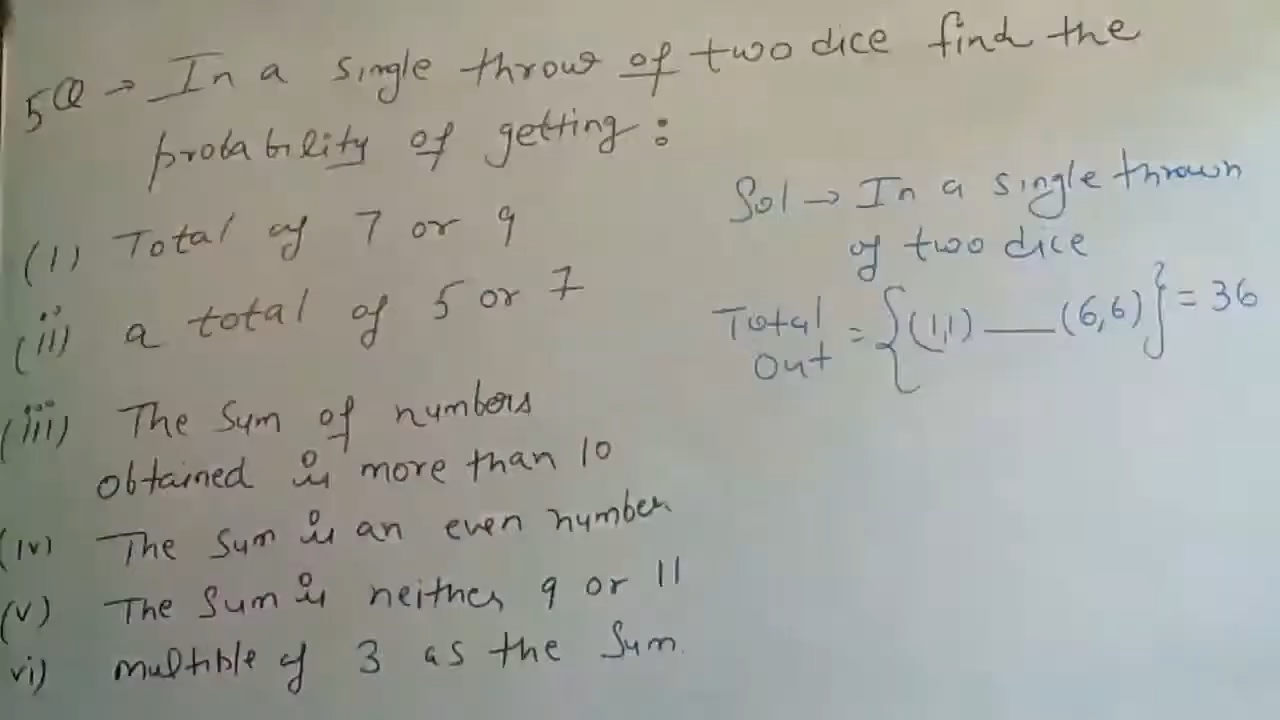 5Q → In a single throw of two dice find the
probability of getting :
(i) Total of 7 or 9
(ii) a total of 5 or 7
(iii) The Sum of numbers
obtained is more than 10
(iv) The Sum is an even number
(v) The Sum is neither 9 or 11
vi) multible of 3 as the Sum.
Sol → In a single thrown
of two dice
Total
Out = {(1,1) — (6,6)} = 36